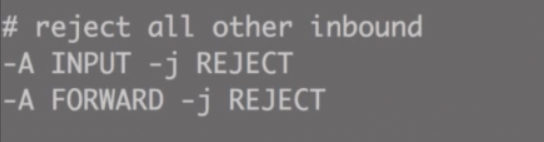 # reject all other inbound
-A INPUT -j REJECT
-A FORWARD -j REJECT